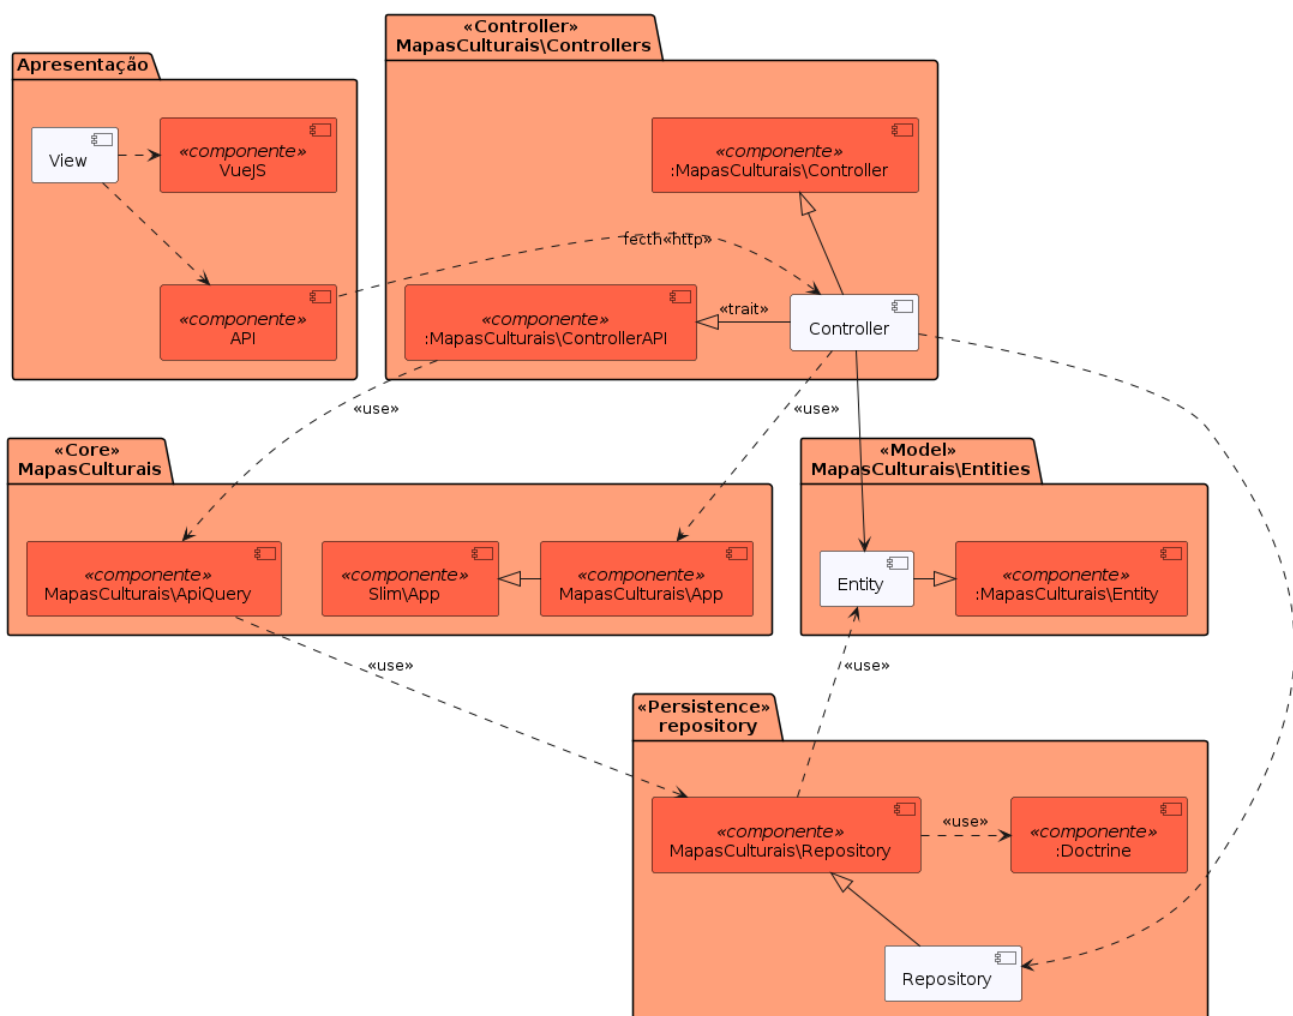 «Controller»
MapasCulturais\Controllers
Apresentação
View
«componente»
VueJS
«componente»
:MapasCulturais\Controller
fecth«http»
«componente»
API
«componente»
:MapasCulturais\ControllerAPI
«trait»
Controller
«use»
«use»
«Core»
MapasCulturais
«Model»
MapasCulturais\Entities
«componente»
MapasCulturais\ApiQuery
«componente»
Slim\App
«componente»
MapasCulturais\App
Entity
«componente»
:MapasCulturais\Entity
«use»
«use»
«Persistence»
repository
«componente»
MapasCulturais\Repository
«use»
«componente»
:Doctrine
Repository